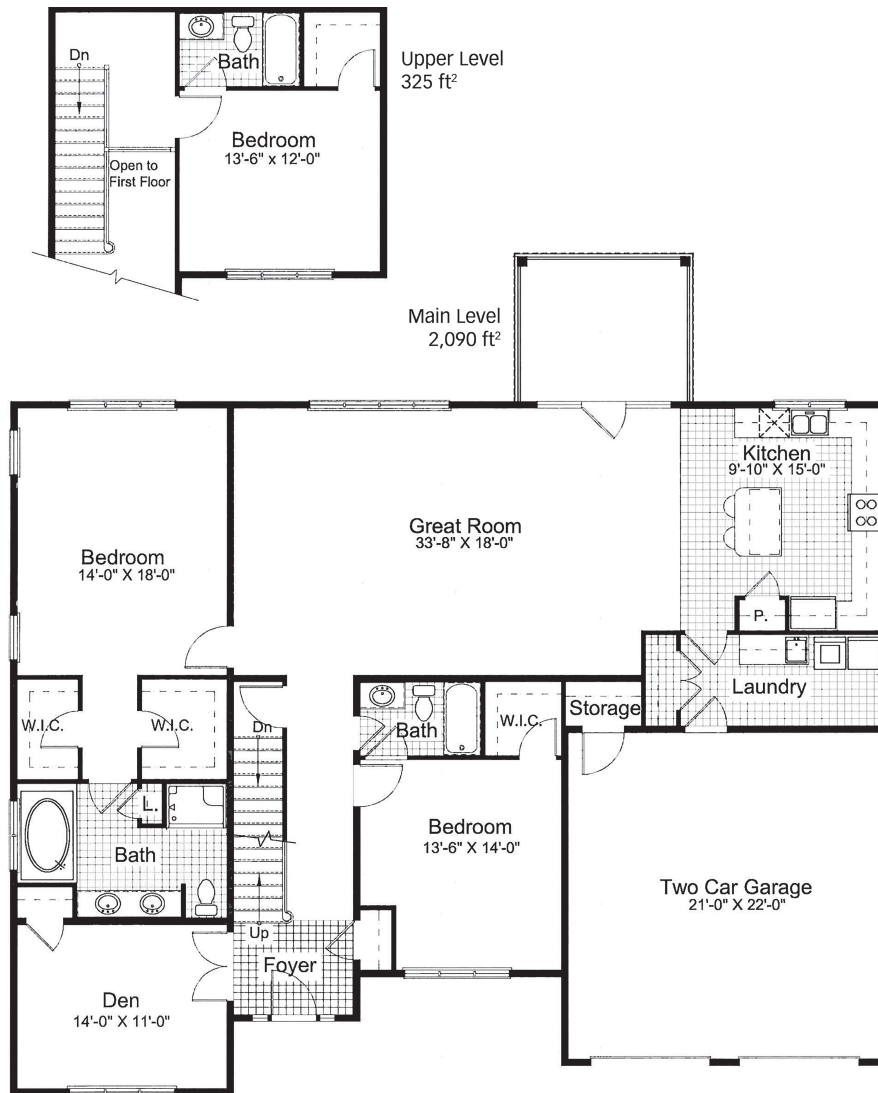 Dn
Bath
Upper Level
325 ft²
Bedroom
13'-6" x 12'-0"
Open to
First Floor
Main Level
2,090 ft²
Kitchen
9'-10" X 15'-0"
Great Room
33'-8" X 18'-0"
Bedroom
14'-0" X 18'-0"
P.
Laundry
W.I.C.
W.I.C.
Dn
Bath
W.I.C.
Storage
L.
Bath
Bedroom
13'-6" X 14'-0"
Two Car Garage
21'-0" X 22'-0"
Up
Foyer
Den
14'-0" X 11'-0"